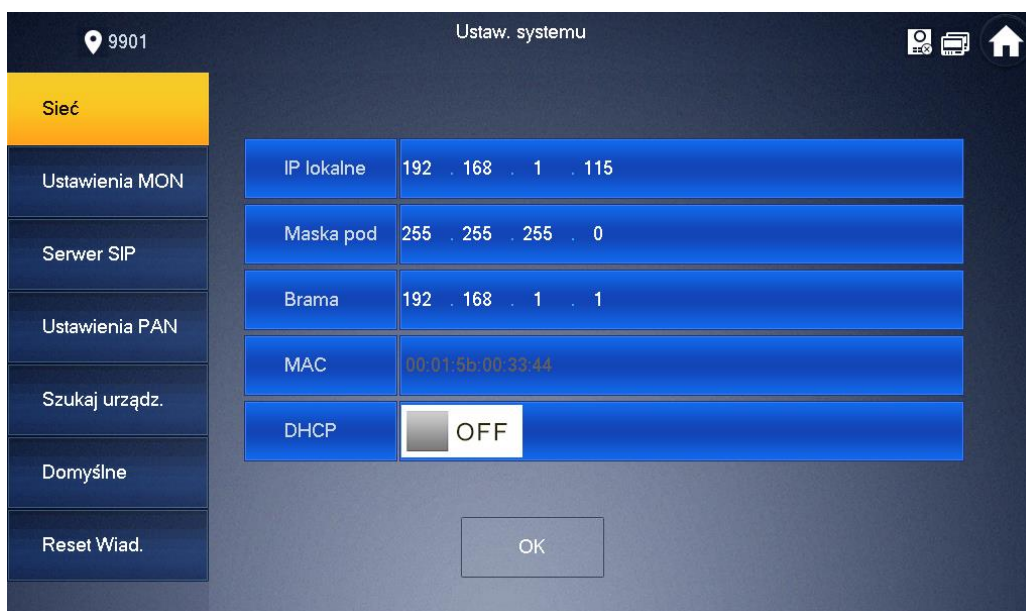 9901
Ustaw. systemu
Sieć
Ustawienia MON
Serwer SIP
Ustawienia PAN
Szukaj urządz.
Domyślne
Reset Wiad.
IP lokalne 192 . 168 . 1 . 115
Maska pod 255 . 255 . 255 . 0
Brama 192 . 168 . 1 . 1
MAC 00:01:5b:00:33:44
DHCP OFF
OK